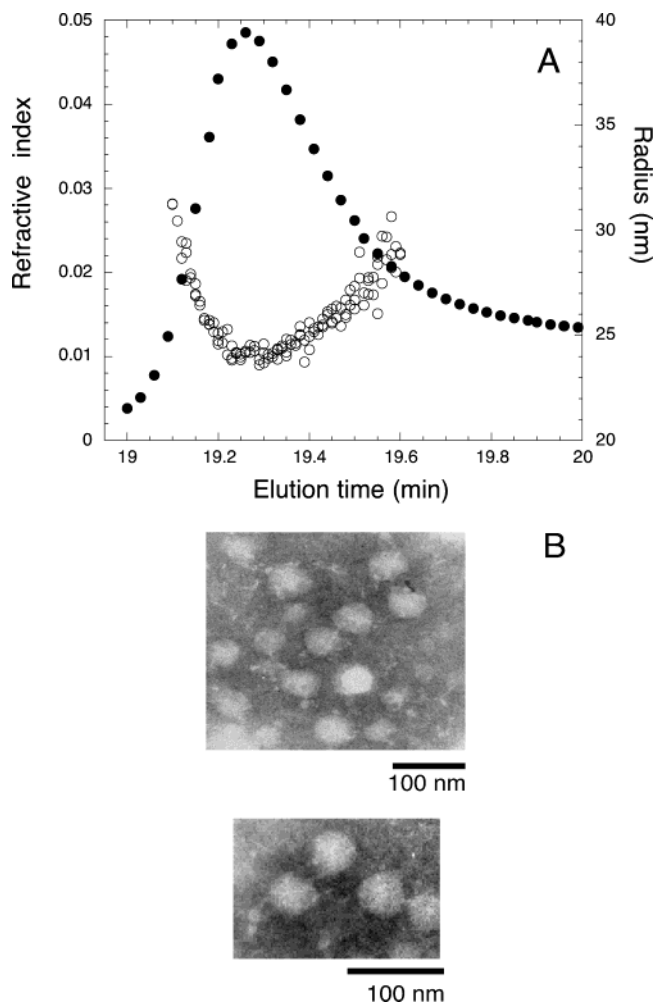 A
0.05
0.04
0.03
0.02
0.01
0
Refractive index
40
35
30
25
20
Radius (nm)
19
19.2
19.4
19.6
19.8
20
Elution time (min)
B
100 nm
100 nm